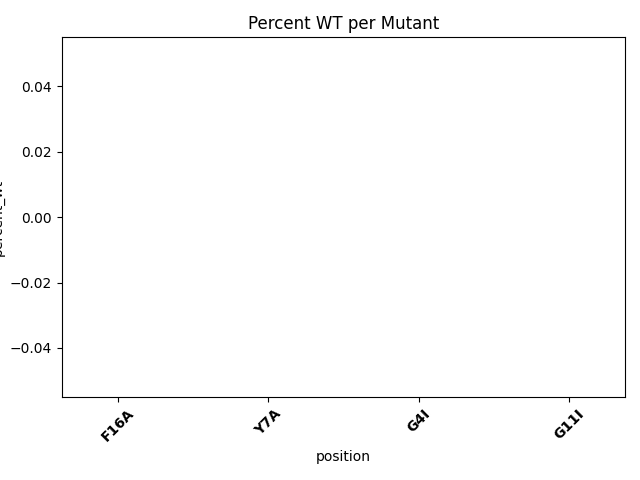 Percent WT per Mutant
0.04
0.02
0.00
−0.02
−0.04
percent_wt
F16A Y7A G4I G11I
position